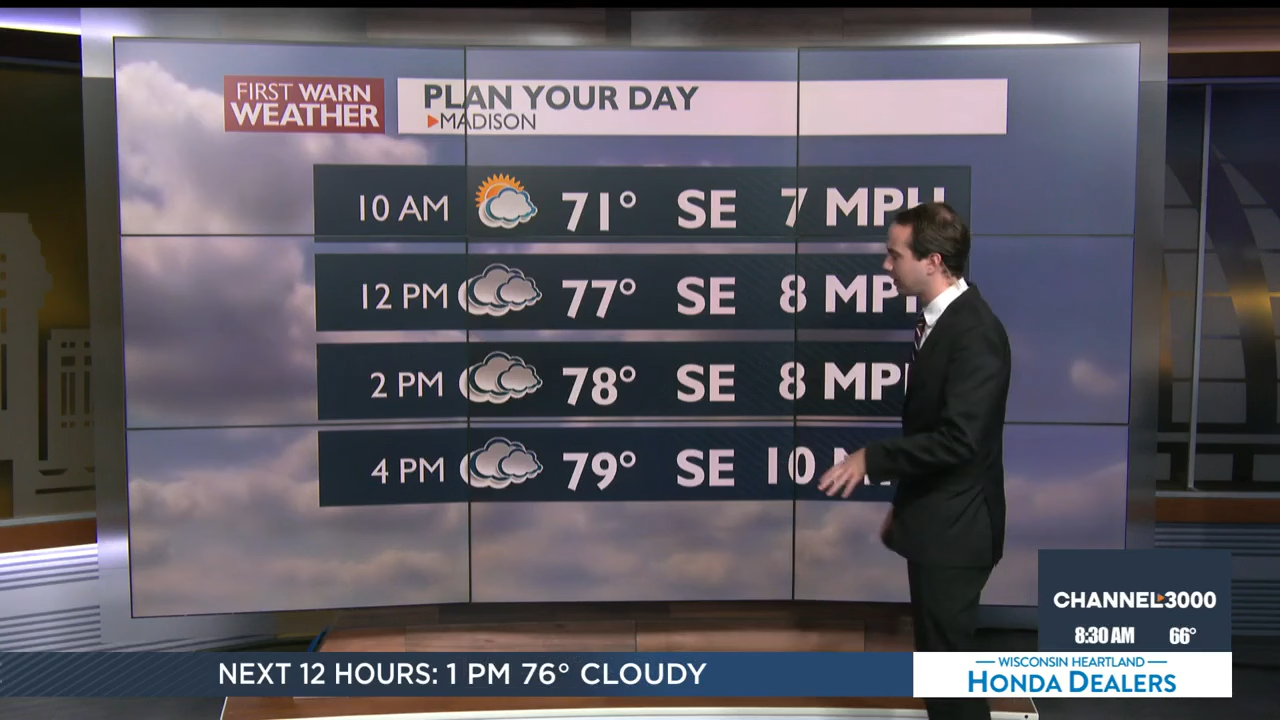 FIRST WARN
WEATHER
PLAN YOUR DAY
MADISON
10 AM 71° SE 7 MPH
12 PM 77° SE 8 MPH
2 PM 78° SE 8 MP
4 PM 79° SE 10
CHANNEL3000
8:30 AM 66°
NEXT 12 HOURS: 1 PM 76° CLOUDY
WISCONSIN HEARTLAND
HONDA DEALERS